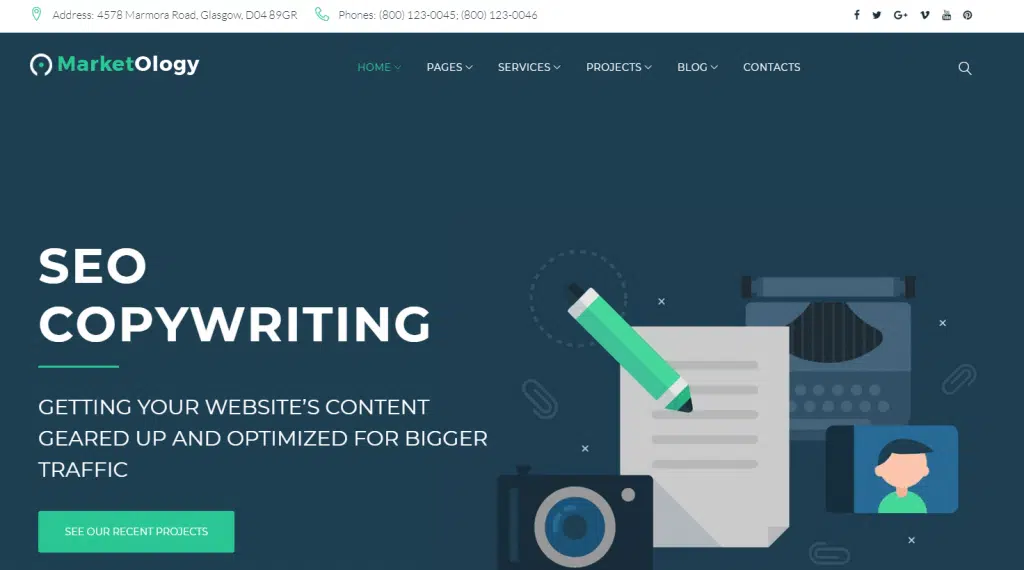 Address: 4578 Marmora Road, Glasgow, D04 89GR Phones: (800) 123-0045; (800) 123-0046
MarketOlogy HOME PAGES SERVICES PROJECTS BLOG CONTACTS
SEO
COPYWRITING
GETTING YOUR WEBSITE’S CONTENT
GEARED UP AND OPTIMIZED FOR BIGGER
TRAFFIC
SEE OUR RECENT PROJECTS